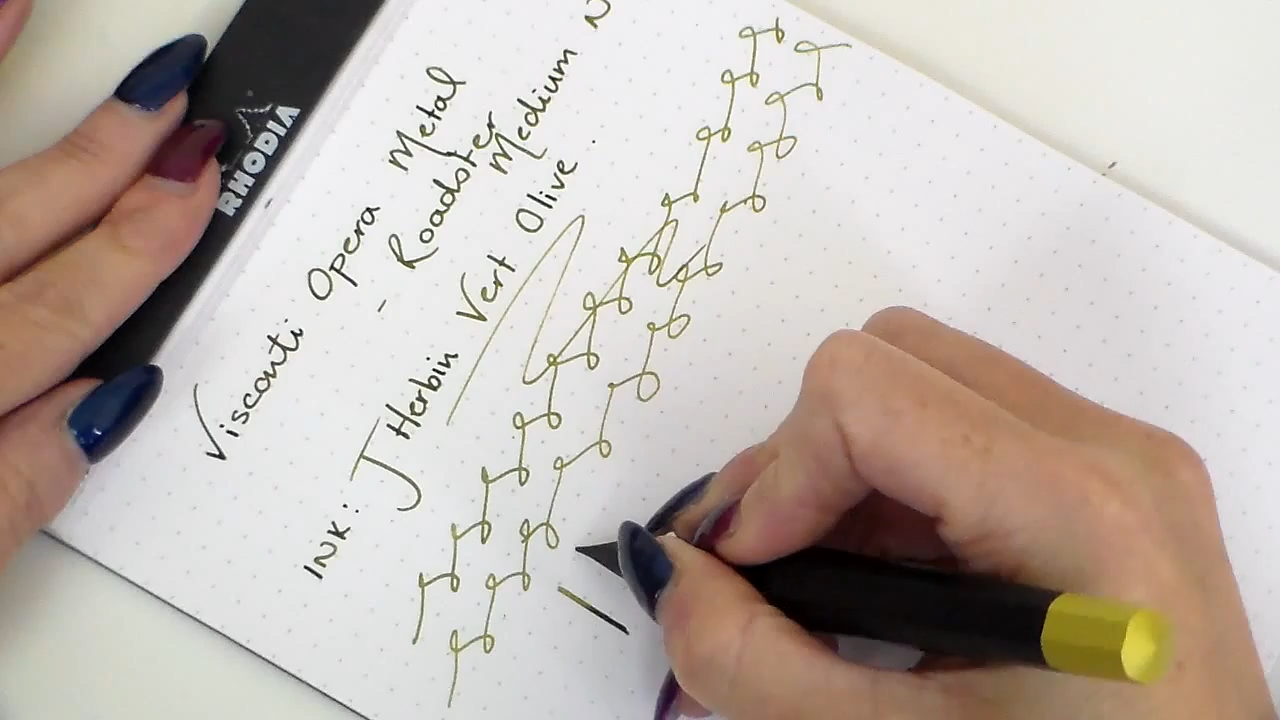 RHODIA
Visconti Opera Metal
- Roadster
Medium N
INK: J Herbin Vert Olive.